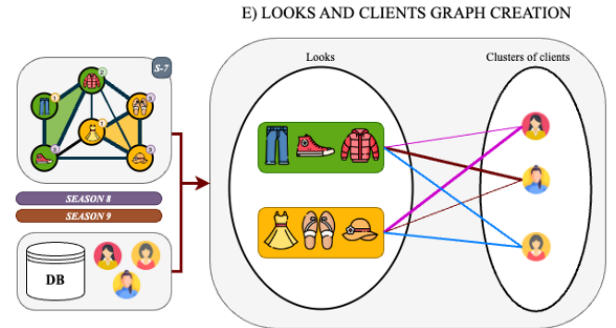 E) LOOKS AND CLIENTS GRAPH CREATION
S-7
Looks
Clusters of clients
SEASON 8
SEASON 9
DB